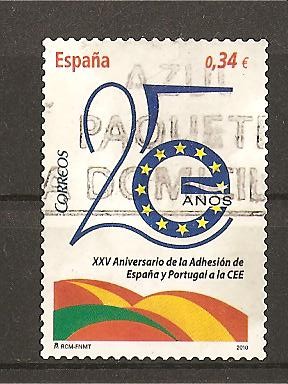 España 0,34 €
AZUL
PAQUETE
A DOMICIL
CORREOS
25
AÑOS
XXV Aniversario de la Adhesión de
España y Portugal a la CEE
RCM-FNMT 2010